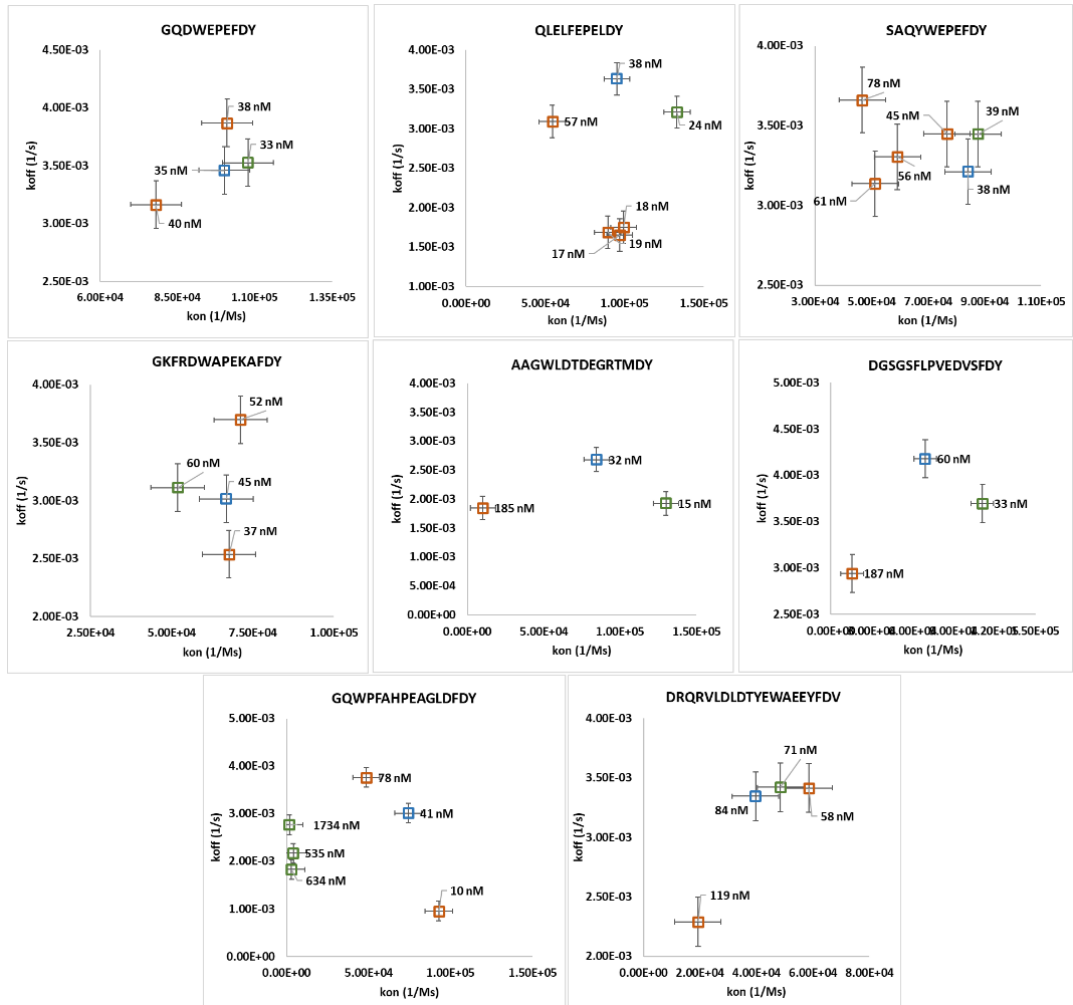 GQDWEPEFDY
4.50E-03
4.00E-03
3.50E-03
3.00E-03
2.50E-03
koff (1/s)
38 nM
33 nM
35 nM
40 nM
6.00E+04 8.50E+04 1.10E+05 1.35E+05
kon (1/Ms)
QLELFEPELDY
4.00E-03
3.50E-03
3.00E-03
2.50E-03
2.00E-03
1.50E-03
1.00E-03
koff (1/s)
38 nM
57 nM
24 nM
18 nM
17 nM
19 nM
0.00E+00 5.00E+04 1.00E+05 1.50E+05
kon (1/Ms)
SAQYWEPEFDY
4.00E-03
3.50E-03
3.00E-03
2.50E-03
koff (1/s)
78 nM
45 nM
39 nM
56 nM
61 nM
38 nM
3.00E+04 5.00E+04 7.00E+04 9.00E+04 1.10E+05
kon (1/Ms)
GKFRDWAPEKAFDY
4.00E-03
3.50E-03
3.00E-03
2.50E-03
2.00E-03
koff (1/s)
52 nM
60 nM
45 nM
37 nM
2.50E+04 5.00E+04 7.50E+04 1.00E+05
kon (1/Ms)
AAGWLDTDEGRTMDY
4.00E-03
3.50E-03
3.00E-03
2.50E-03
2.00E-03
1.50E-03
1.00E-03
5.00E-04
0.00E+00
koff (1/s)
32 nM
185 nM
15 nM
0.00E+00 5.00E+04 1.00E+05 1.50E+05
kon (1/Ms)
DGSGSFLPVEDVSFDY
5.00E-03
4.50E-03
4.00E-03
3.50E-03
3.00E-03
2.50E-03
koff (1/s)
60 nM
33 nM
187 nM
kon (1/Ms)
GQWPFAHPEAGLDFDY
5.00E-03
4.00E-03
3.00E-03
2.00E-03
1.00E-03
0.00E+00
koff (1/s)
78 nM
41 nM
1734 nM
535 nM
634 nM
10 nM
0.00E+00 5.00E+04 1.00E+05 1.50E+05
kon (1/Ms)
DRQRVLDLDTYEWAEEYFDV
4.00E-03
3.50E-03
3.00E-03
2.50E-03
2.00E-03
koff (1/s)
71 nM
84 nM
58 nM
119 nM
0.00E+00 2.00E+04 4.00E+04 6.00E+04 8.00E+04
kon (1/Ms)